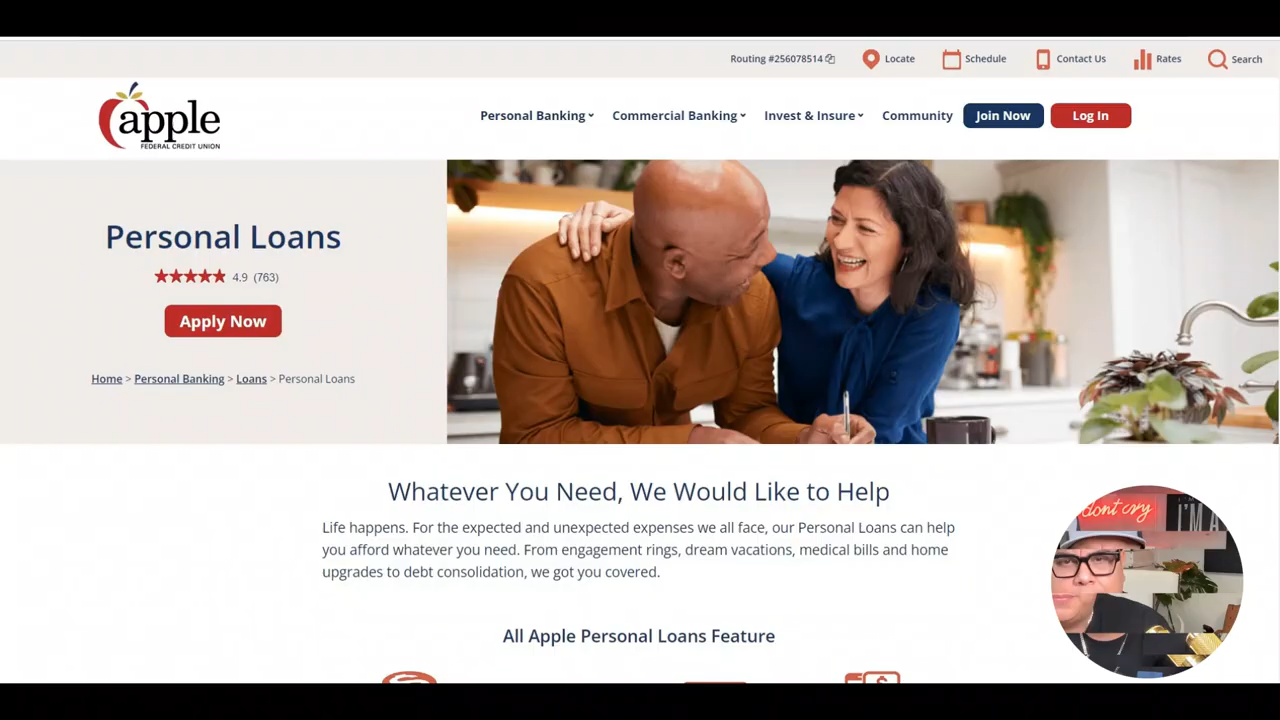 Routing #256078514 Locate Schedule Contact Us Rates Search
apple
FEDERAL CREDIT UNION
Personal Banking Commercial Banking Invest & Insure Community Join Now Log In
Personal Loans
4.9 (763)
Apply Now
Home > Personal Banking > Loans > Personal Loans
Whatever You Need, We Would Like to Help
Life happens. For the expected and unexpected expenses we all face, our Personal Loans can help
you afford whatever you need. From engagement rings, dream vacations, medical bills and home
upgrades to debt consolidation, we got you covered.
dont cry
I'M A
All Apple Personal Loans Feature